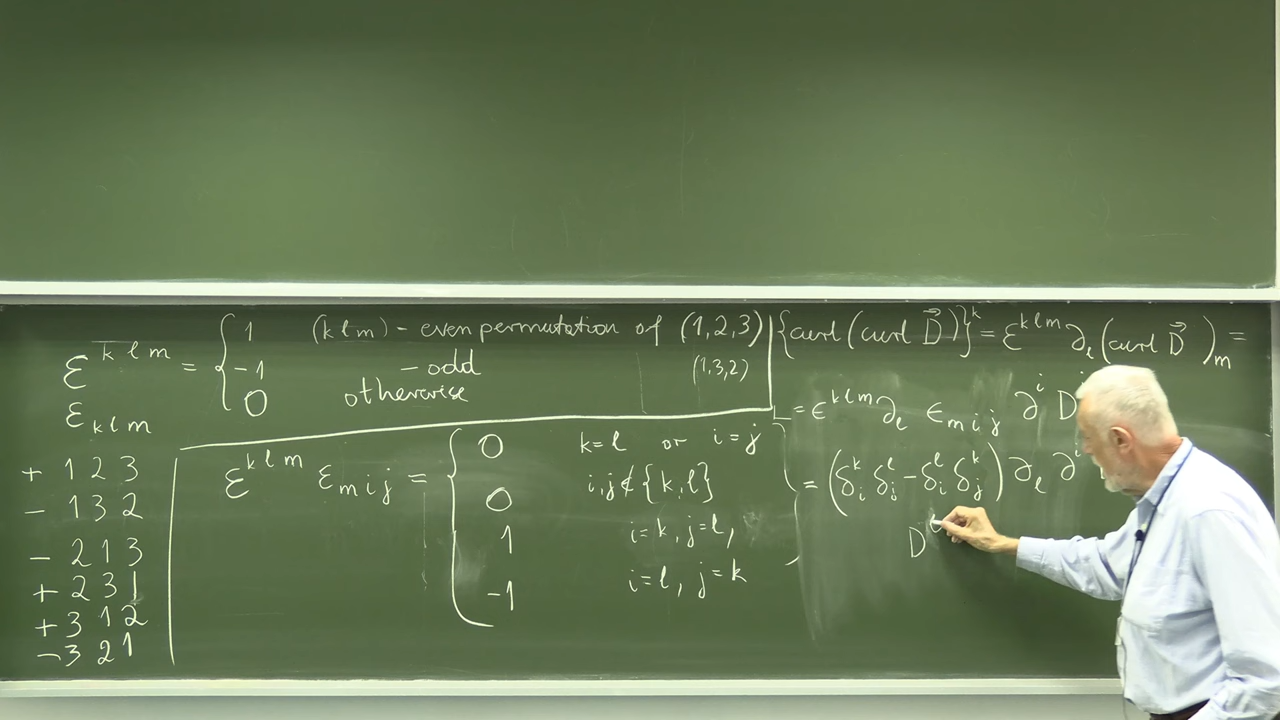 ε^{klm} = { 1 (klm) – even permutation of (1,2,3)
-1 – odd (1,3,2)
0 otherwise
ε_{klm}
+ 1 2 3
- 1 3 2
- 2 1 3
+ 2 3 1
+ 3 1 2
- 3 2 1
ε^{klm} ε_{mij} = { 0 k=l or i=j
0 i,j∉{k,l}
1 i=k, j=l,
-1 i=l, j=k
{curl(curl D⃗)}^k = ε^{klm} ∂_l (curl D⃗)_m =
= ϵ^{klm} ∂_l ϵ_{mij} ∂^i D
= (δ^k_i δ^l_j − δ^l_i δ^k_j) ∂_l ∂^i
D